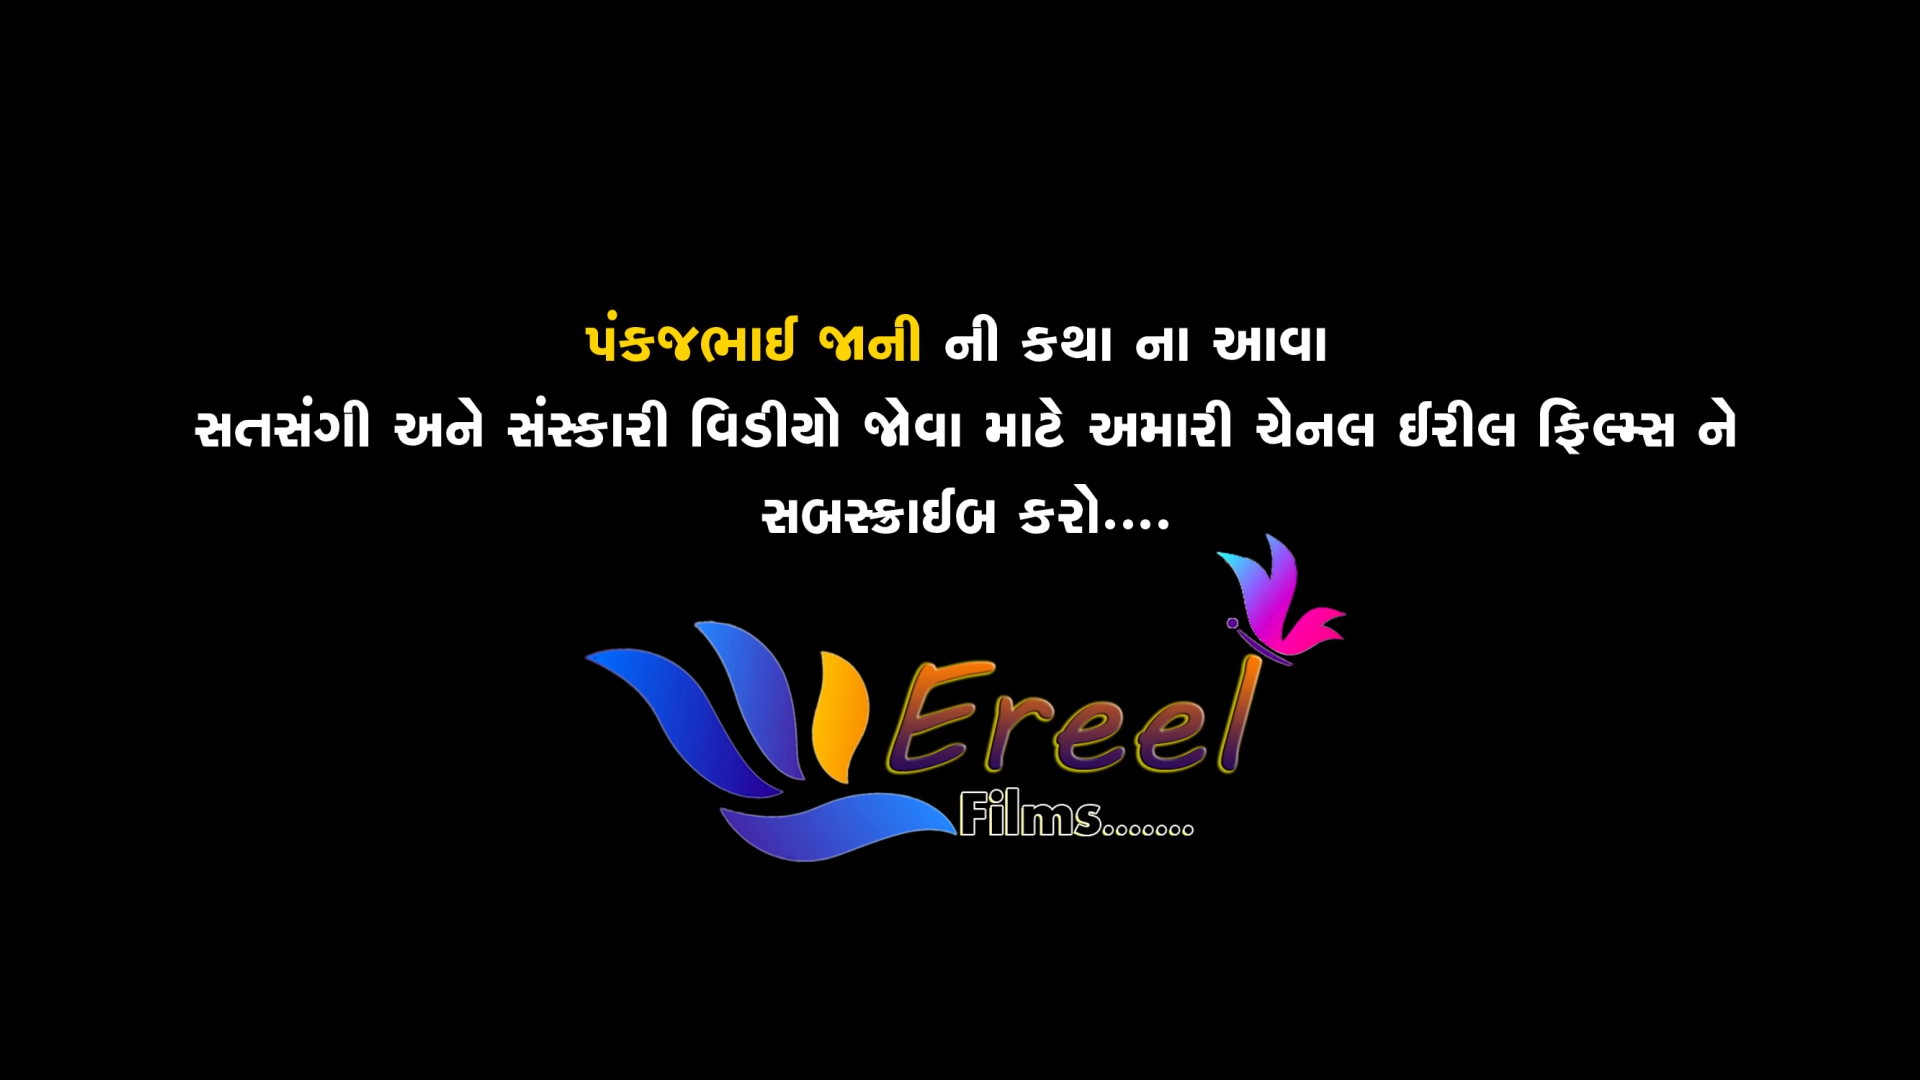 પંકજભાઈ જાની ની કથા ના આવા
સતસંગી અને સંસ્કારી વિડીયો જોવા માટે અમારી ચેનલ ઈરીલ ફિલ્મ્સ ને
સબસ્ક્રાઈબ કરો....
Ereel
Films.......